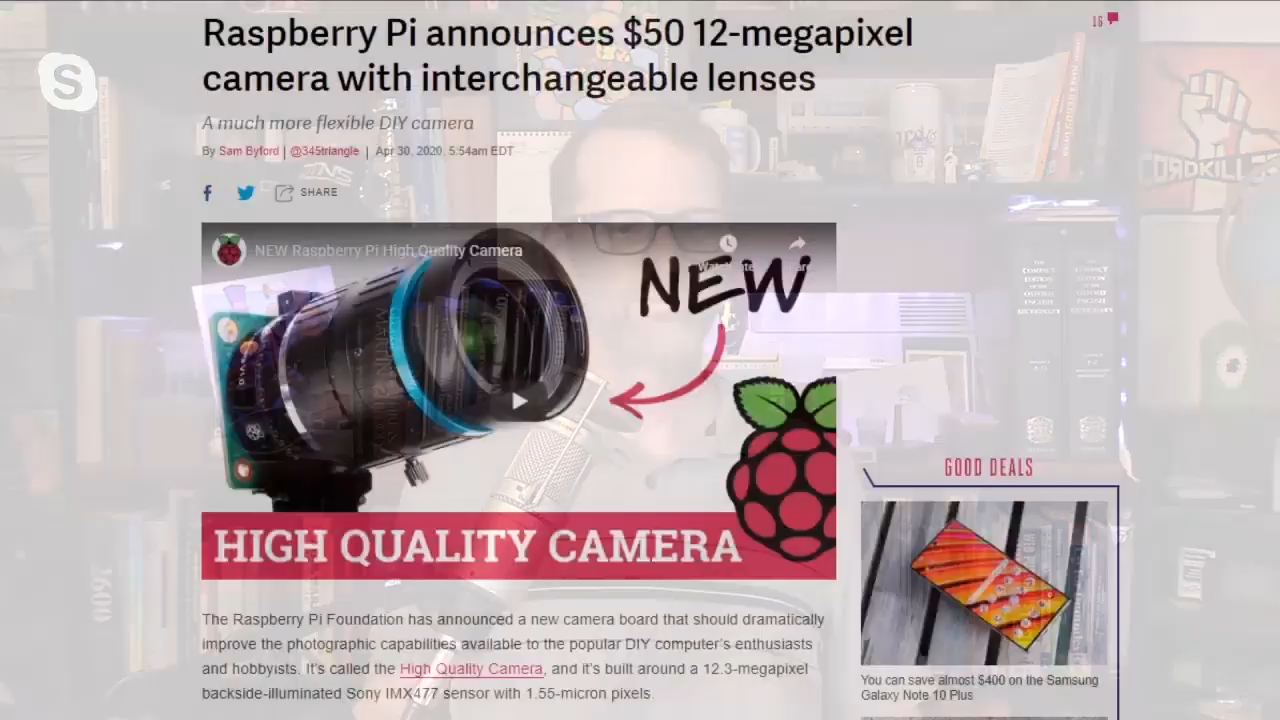 Raspberry Pi announces $50 12-megapixel
camera with interchangeable lenses
16
S
A much more flexible DIY camera
By Sam Byford | @345triangle | Apr 30, 2020, 5:54am EDT
SHARE
NEW Raspberry Pi High Quality Camera
NEW
HIGH QUALITY CAMERA
The Raspberry Pi Foundation has announced a new camera board that should dramatically
improve the photographic capabilities available to the popular DIY computer's enthusiasts
and hobbyists. It's called the High Quality Camera, and it's built around a 12.3-megapixel
backside-illuminated Sony IMX477 sensor with 1.55-micron pixels.
GOOD DEALS
You can save almost $400 on the Samsung
Galaxy Note 10 Plus